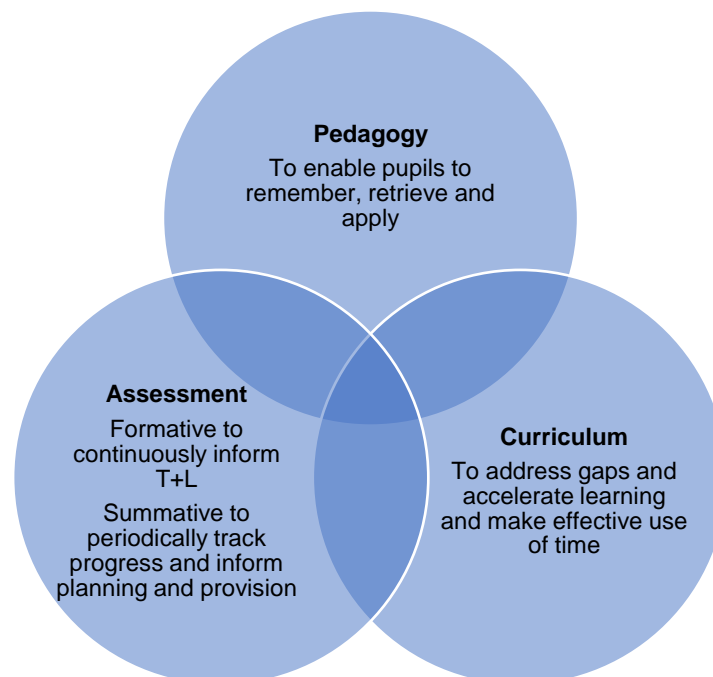 Pedagogy
To enable pupils to
remember, retrieve and
apply
Assessment
Formative to
continuously inform
T+L
Summative to
periodically track
progress and inform
planning and provision
Curriculum
To address gaps and
accelerate learning
and make effective use
of time